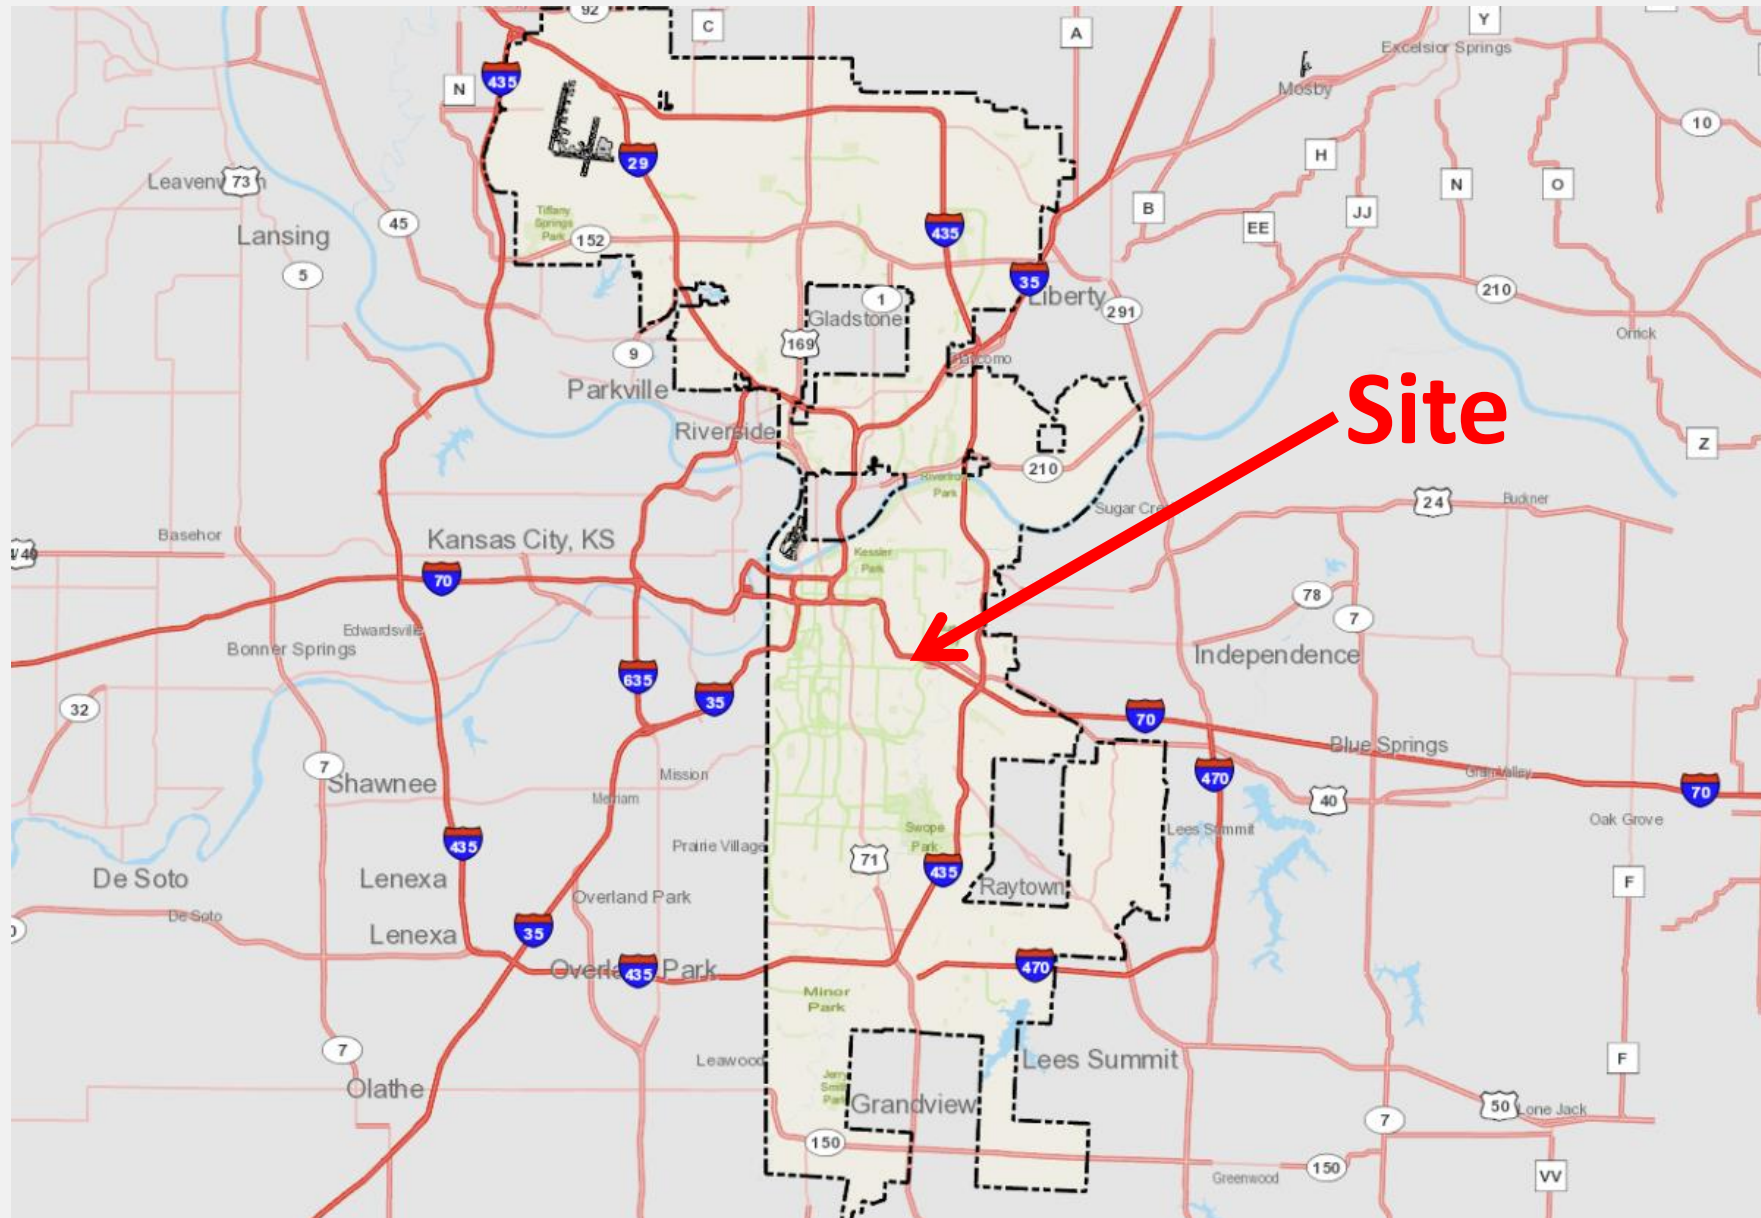 92
C
A
Y
Excelsior Springs
435
N
Mosby
10
29
H
Leavenw
73
h
N
O
JJ
B
45
Tiffany
Springs
Park
EE
Lansing
152
435
5
35
Liberty
210
1
291
Gladstone
Orrick
169
9
Parkville
Site
Riverside
Z
210
Park
24
Buckner
Sugar Cre
Basehor
Kansas City, KS
Kessler
Park
70
78
7
Edwardsville
Bonner Springs
Independence
635
35
32
70
Blue Springs
7
Shawnee
Mission
Merriam
470
Grain Valley
40
70
Oak Grove
Swope
Park
Lees Summit
435
Prairie Village
71
435
De Soto
Lenexa
Raytown
F
Overland Park
De Soto
Lenexa
35
Overla
435
Park
470
Minor
Park
7
Leawood
Lees Summit
F
Olathe
Jerry
Smith
Park
Grandview
50
Lone Jack
7
150
150
Greenwood
VV